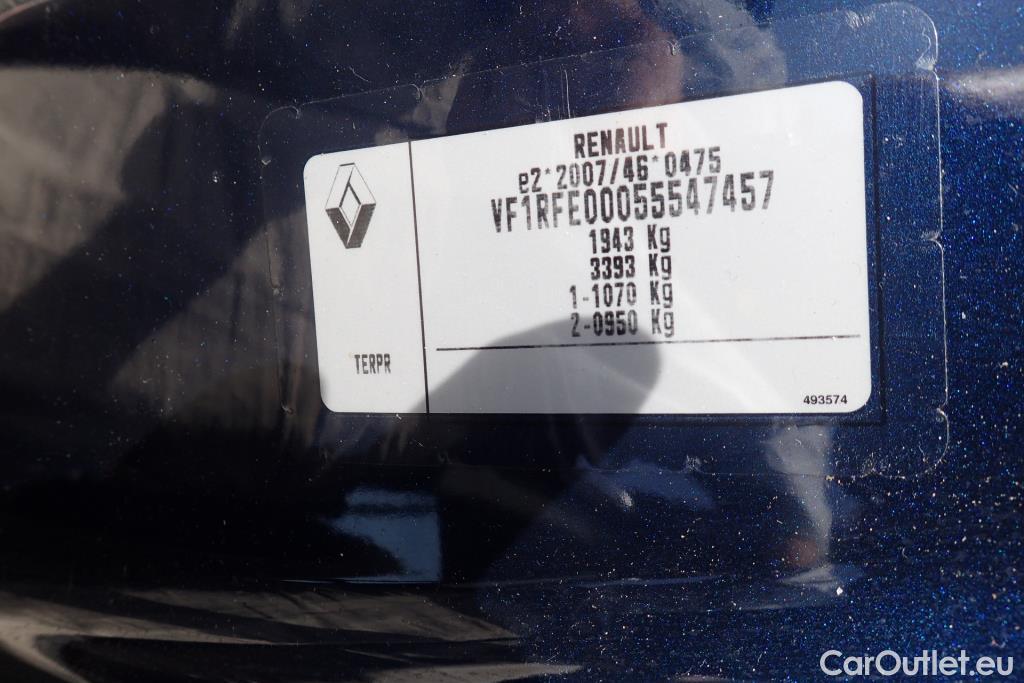 RENAULT
e2*2007/46*0475
VF1RFE00055547457
1943 Kg
3393 Kg
1-1070 Kg
2-0950 Kg
TERPR
493574
CarOutlet.eu